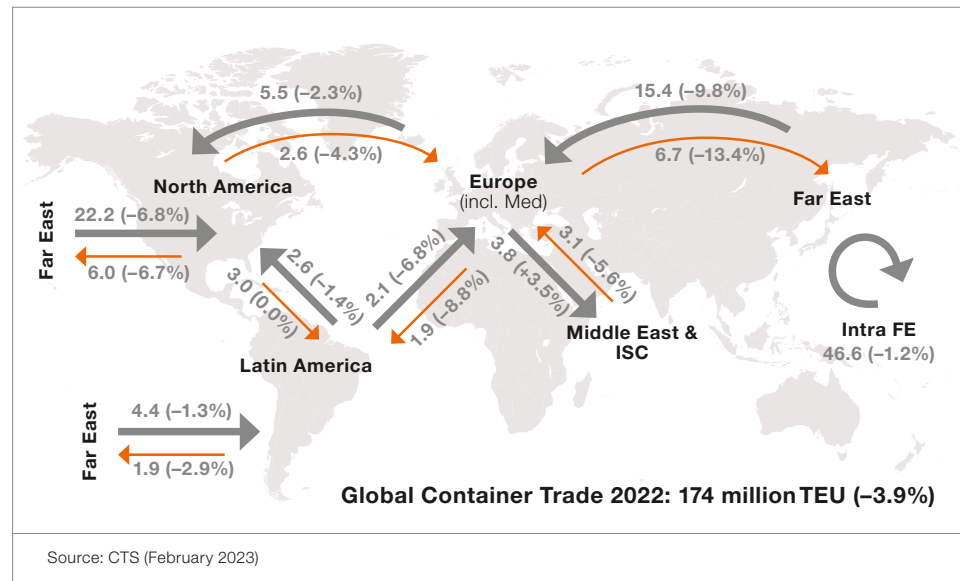 5.5 (–2.3%)
15.4 (–9.8%)
2.6 (–4.3%)
6.7 (–13.4%)
North America
Europe
(incl. Med)
Far East
Far East
22.2 (–6.8%)
6.0 (–6.7%)
3.0 (0.0%)
2.6 (–1.4%)
2.1 (–6.8%)
1.9 (–8.8%)
3.8 (+3.5%)
3.1 (–5.6%)
Latin America
Middle East &
ISC
Intra FE
46.6 (–1.2%)
Far East
4.4 (–1.3%)
1.9 (–2.9%)
Global Container Trade 2022: 174 million TEU (–3.9%)
Source: CTS (February 2023)